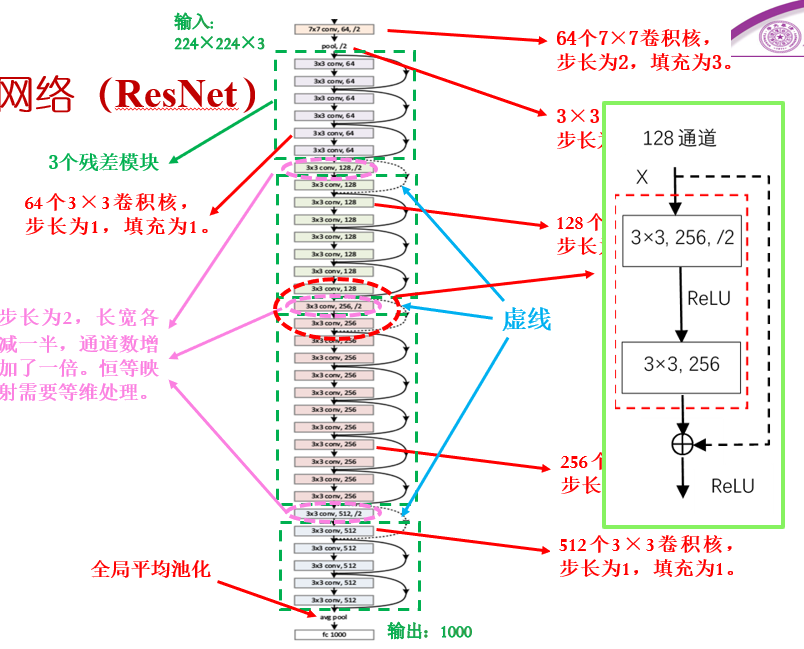 输入:
224×224×3
网络（ResNet）
3个残差模块
64个3×3卷积核，
步长为1，填充为1。
步长为2，长宽各
减一半，通道数增
加了一倍。恒等映
射需要等维处理。
全局平均池化
7x7 conv, 64, /2
pool, /2
3x3 conv, 64
3x3 conv, 64
3x3 conv, 64
3x3 conv, 64
3x3 conv, 64
3x3 conv, 64
3x3 conv, 128, /2
3x3 conv, 128
3x3 conv, 128
3x3 conv, 128
3x3 conv, 128
3x3 conv, 128
3x3 conv, 128
3x3 conv, 128
3x3 conv, 256, /2
3x3 conv, 256
3x3 conv, 256
3x3 conv, 256
3x3 conv, 256
3x3 conv, 256
3x3 conv, 256
3x3 conv, 256
3x3 conv, 256
3x3 conv, 256
3x3 conv, 256
3x3 conv, 256
3x3 conv, 512, /2
3x3 conv, 512
3x3 conv, 512
3x3 conv, 512
3x3 conv, 512
3x3 conv, 512
avg pool
fc 1000
输出：1000
虚线
64个7×7卷积核，
步长为2，填充为3。
3×3
步长
128个
步长
256个
步长
512个3×3卷积核，
步长为1，填充为1。
128 通道
X
3×3, 256, /2
ReLU
3×3, 256
ReLU